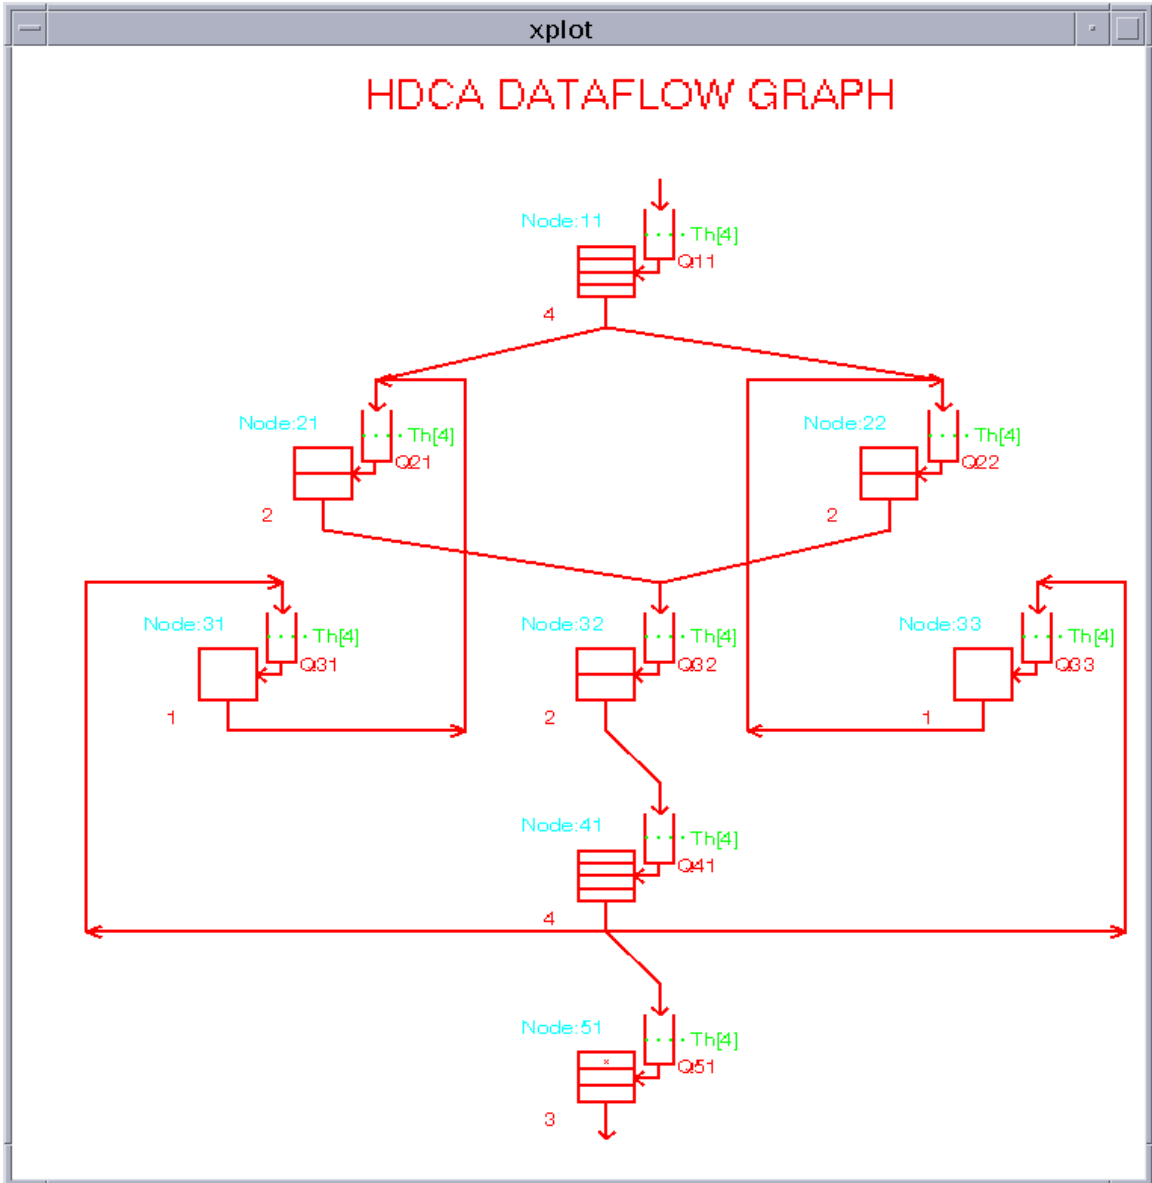 xplot
HDCA DATAFLOW GRAPH
Node:11
Th[4]
Q11
4
Node:21
Th[4]
Q21
2
Node:22
Th[4]
Q22
2
Node:31
Th[4]
Q31
1
Node:32
Th[4]
Q32
2
Node:33
Th[4]
Q33
1
Node:41
Th[4]
Q41
4
Node:51
Th[4]
x
Q51
3